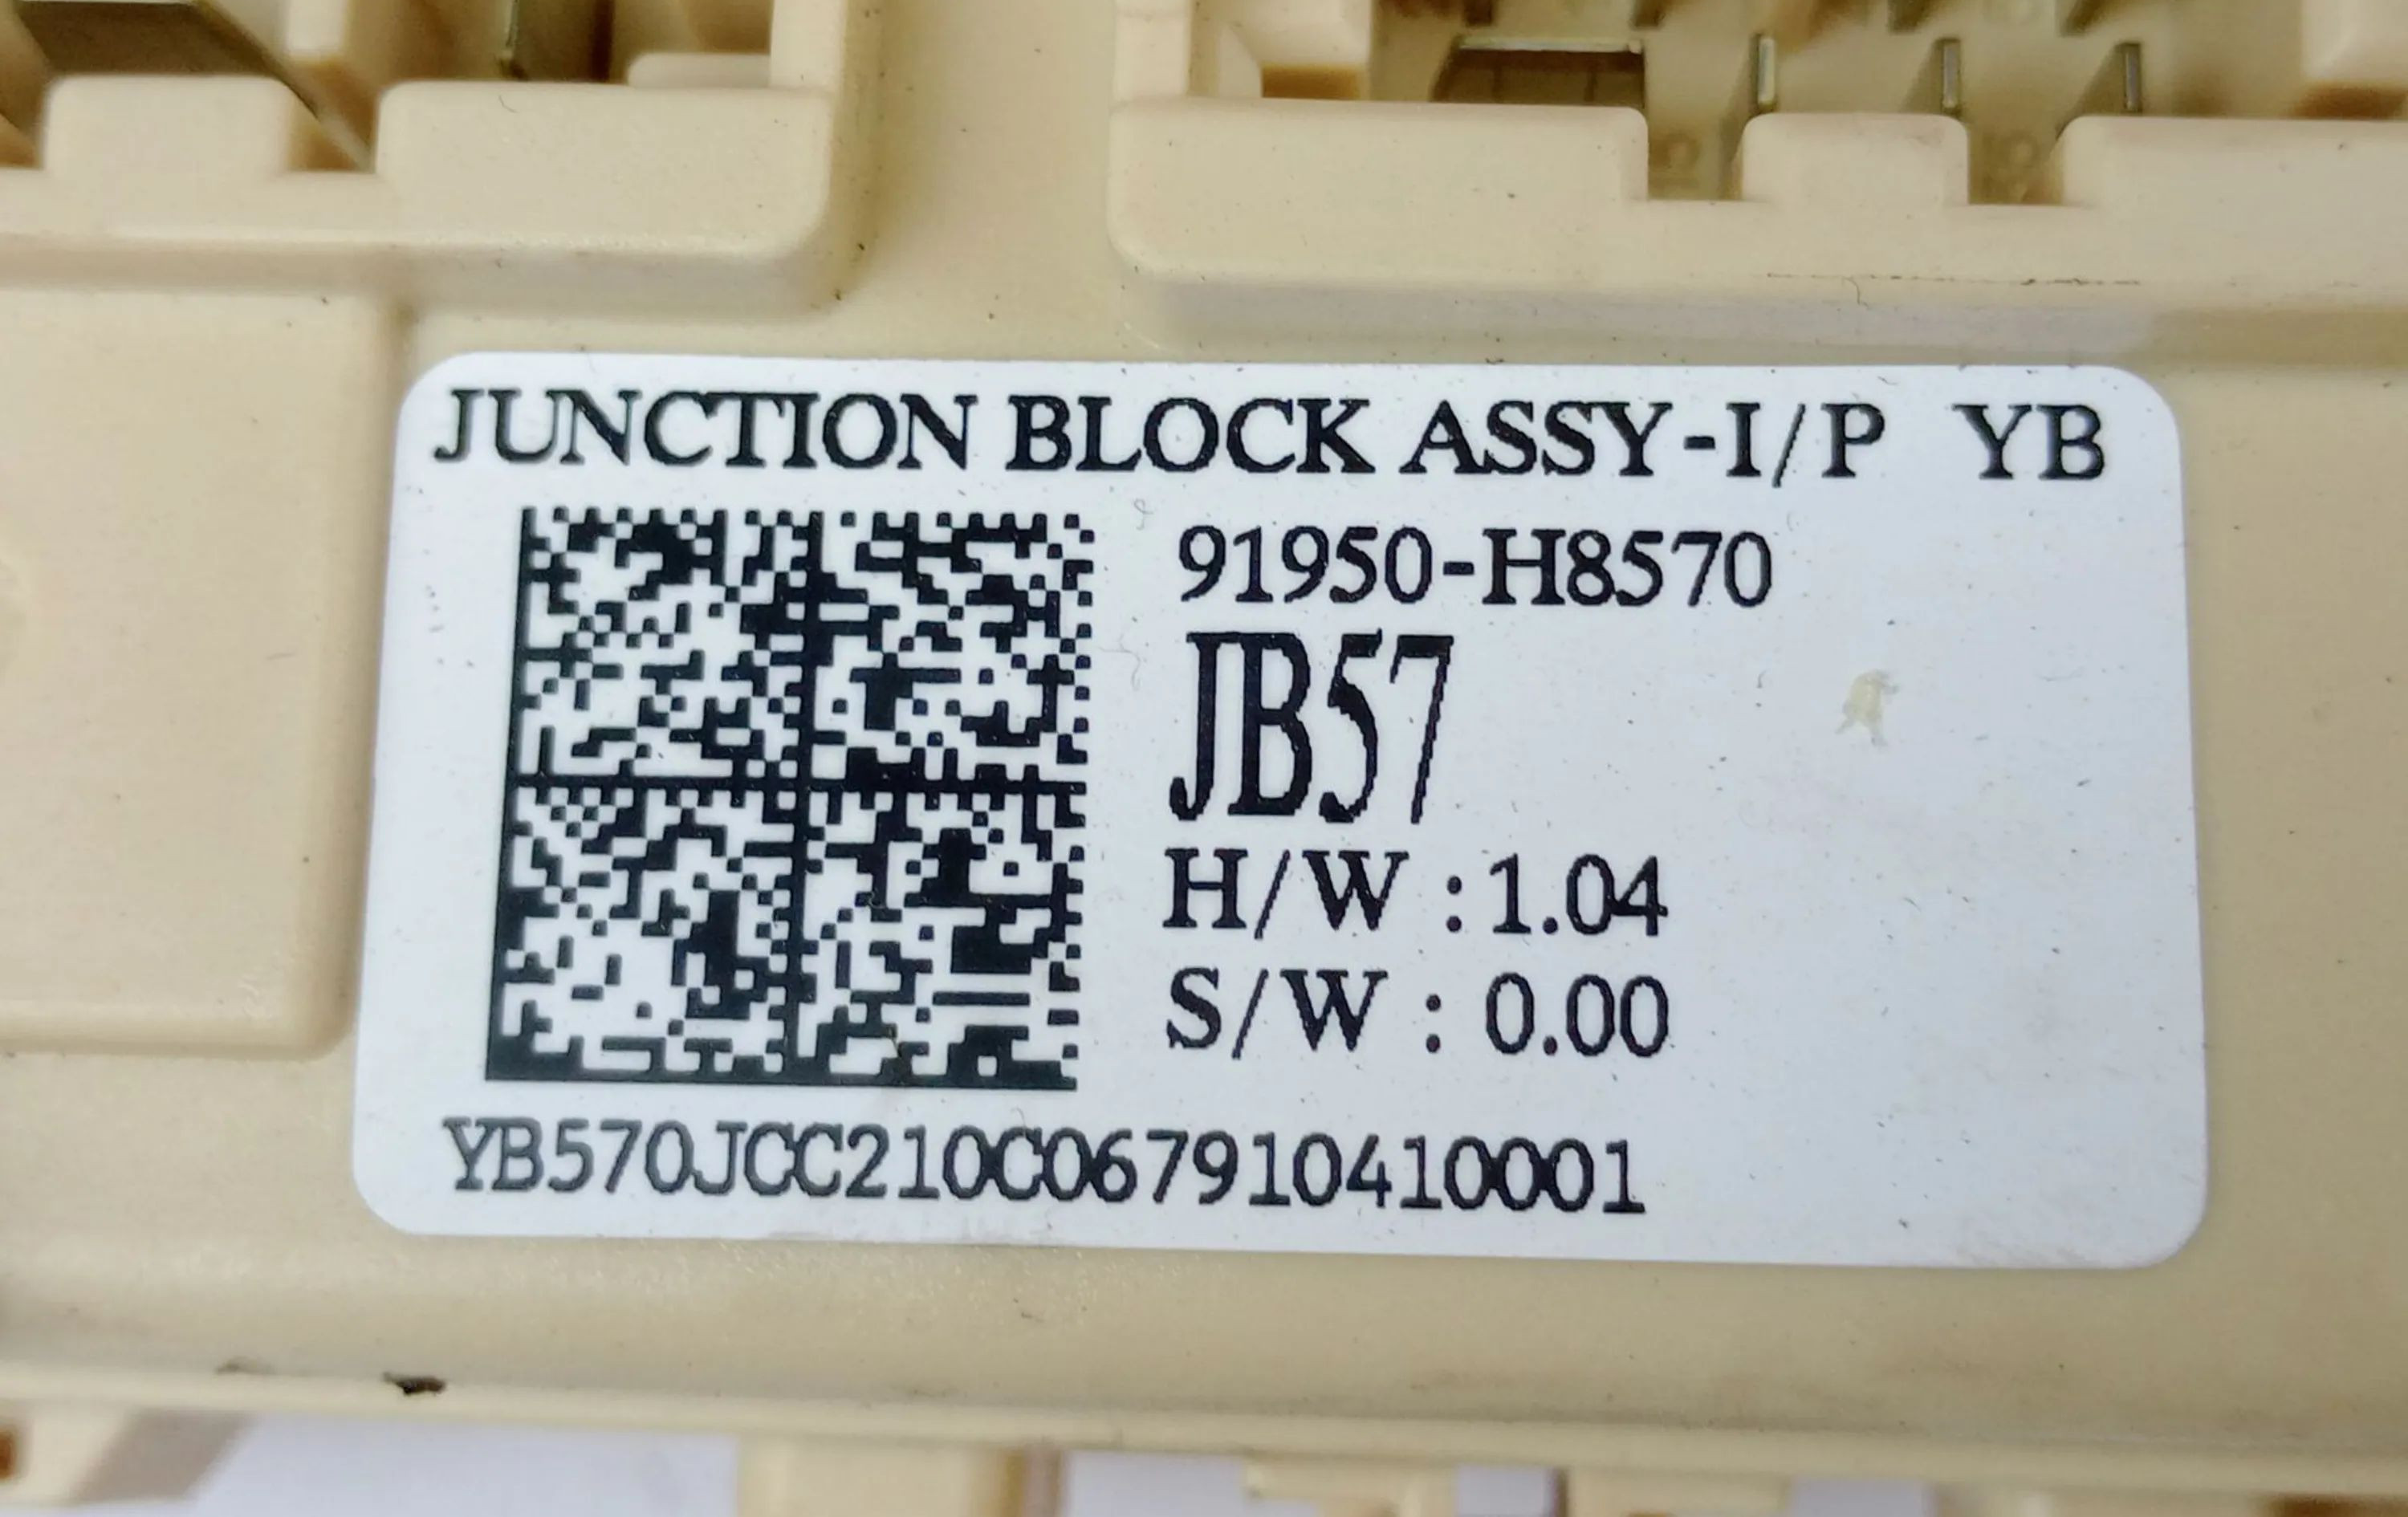 JUNCTION BLOCK ASSY-I/P YB
91950-H8570
JB57
H/W :1.04
S/W : 0.00
YB570JCC210C067910410001